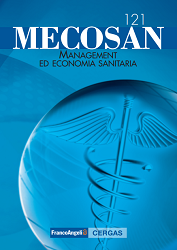 121
MECOSAN
MANAGEMENT
ED ECONOMIA SANITARIA
FrancoAngeli
CERGAS